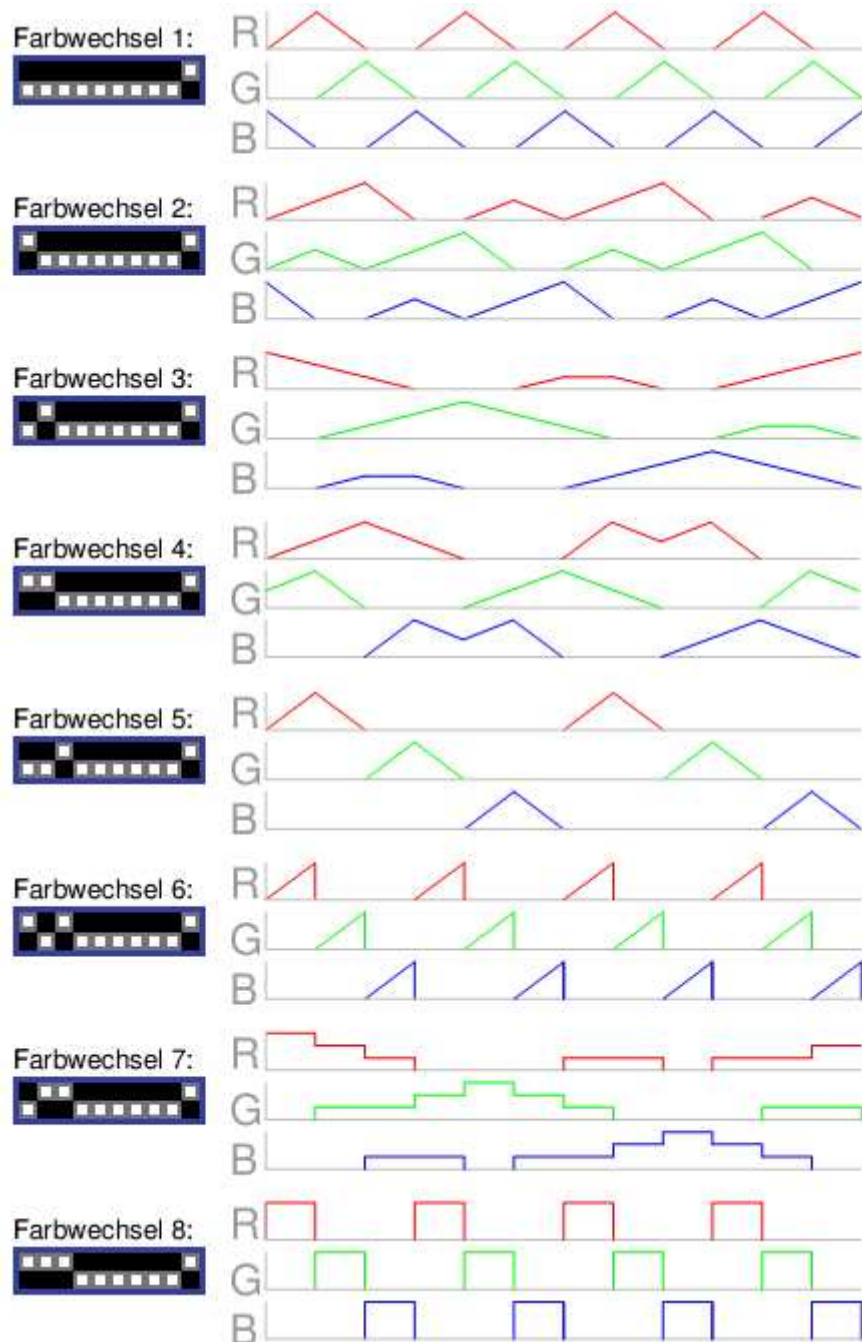 Farbwechsel 1:
R
G
B
Farbwechsel 2:
R
G
B
Farbwechsel 3:
R
G
B
Farbwechsel 4:
R
G
B
Farbwechsel 5:
R
G
B
Farbwechsel 6:
R
G
B
Farbwechsel 7:
R
G
B
Farbwechsel 8:
R
G
B